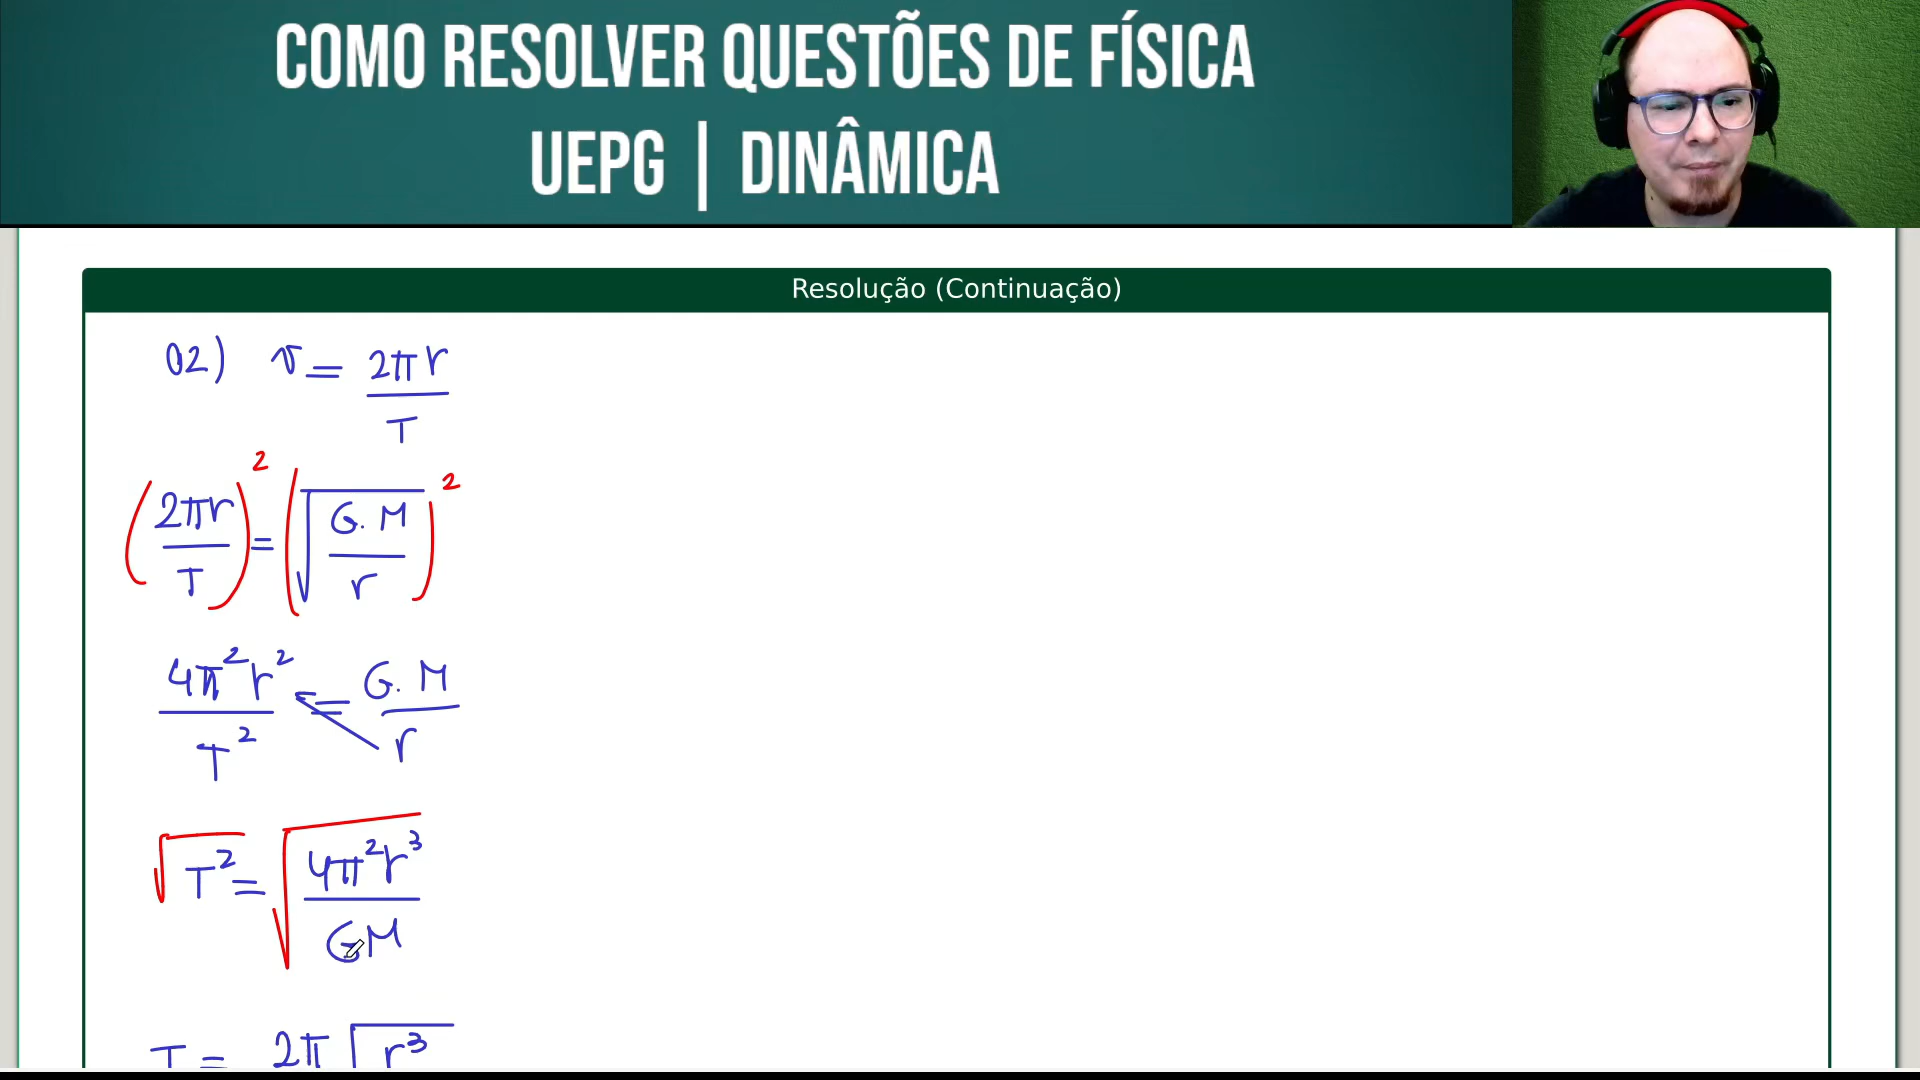 COMO RESOLVER QUESTÕES DE FÍSICA
UEPG | DINÂMICA
Resolução (Continuação)
02) v = 2πr / T
(2πr / T)² = (√(G. M / r))²
4π²r² / T² = G. M / r
√T² = √(4π²r³ / GM)
T = 2π √r³